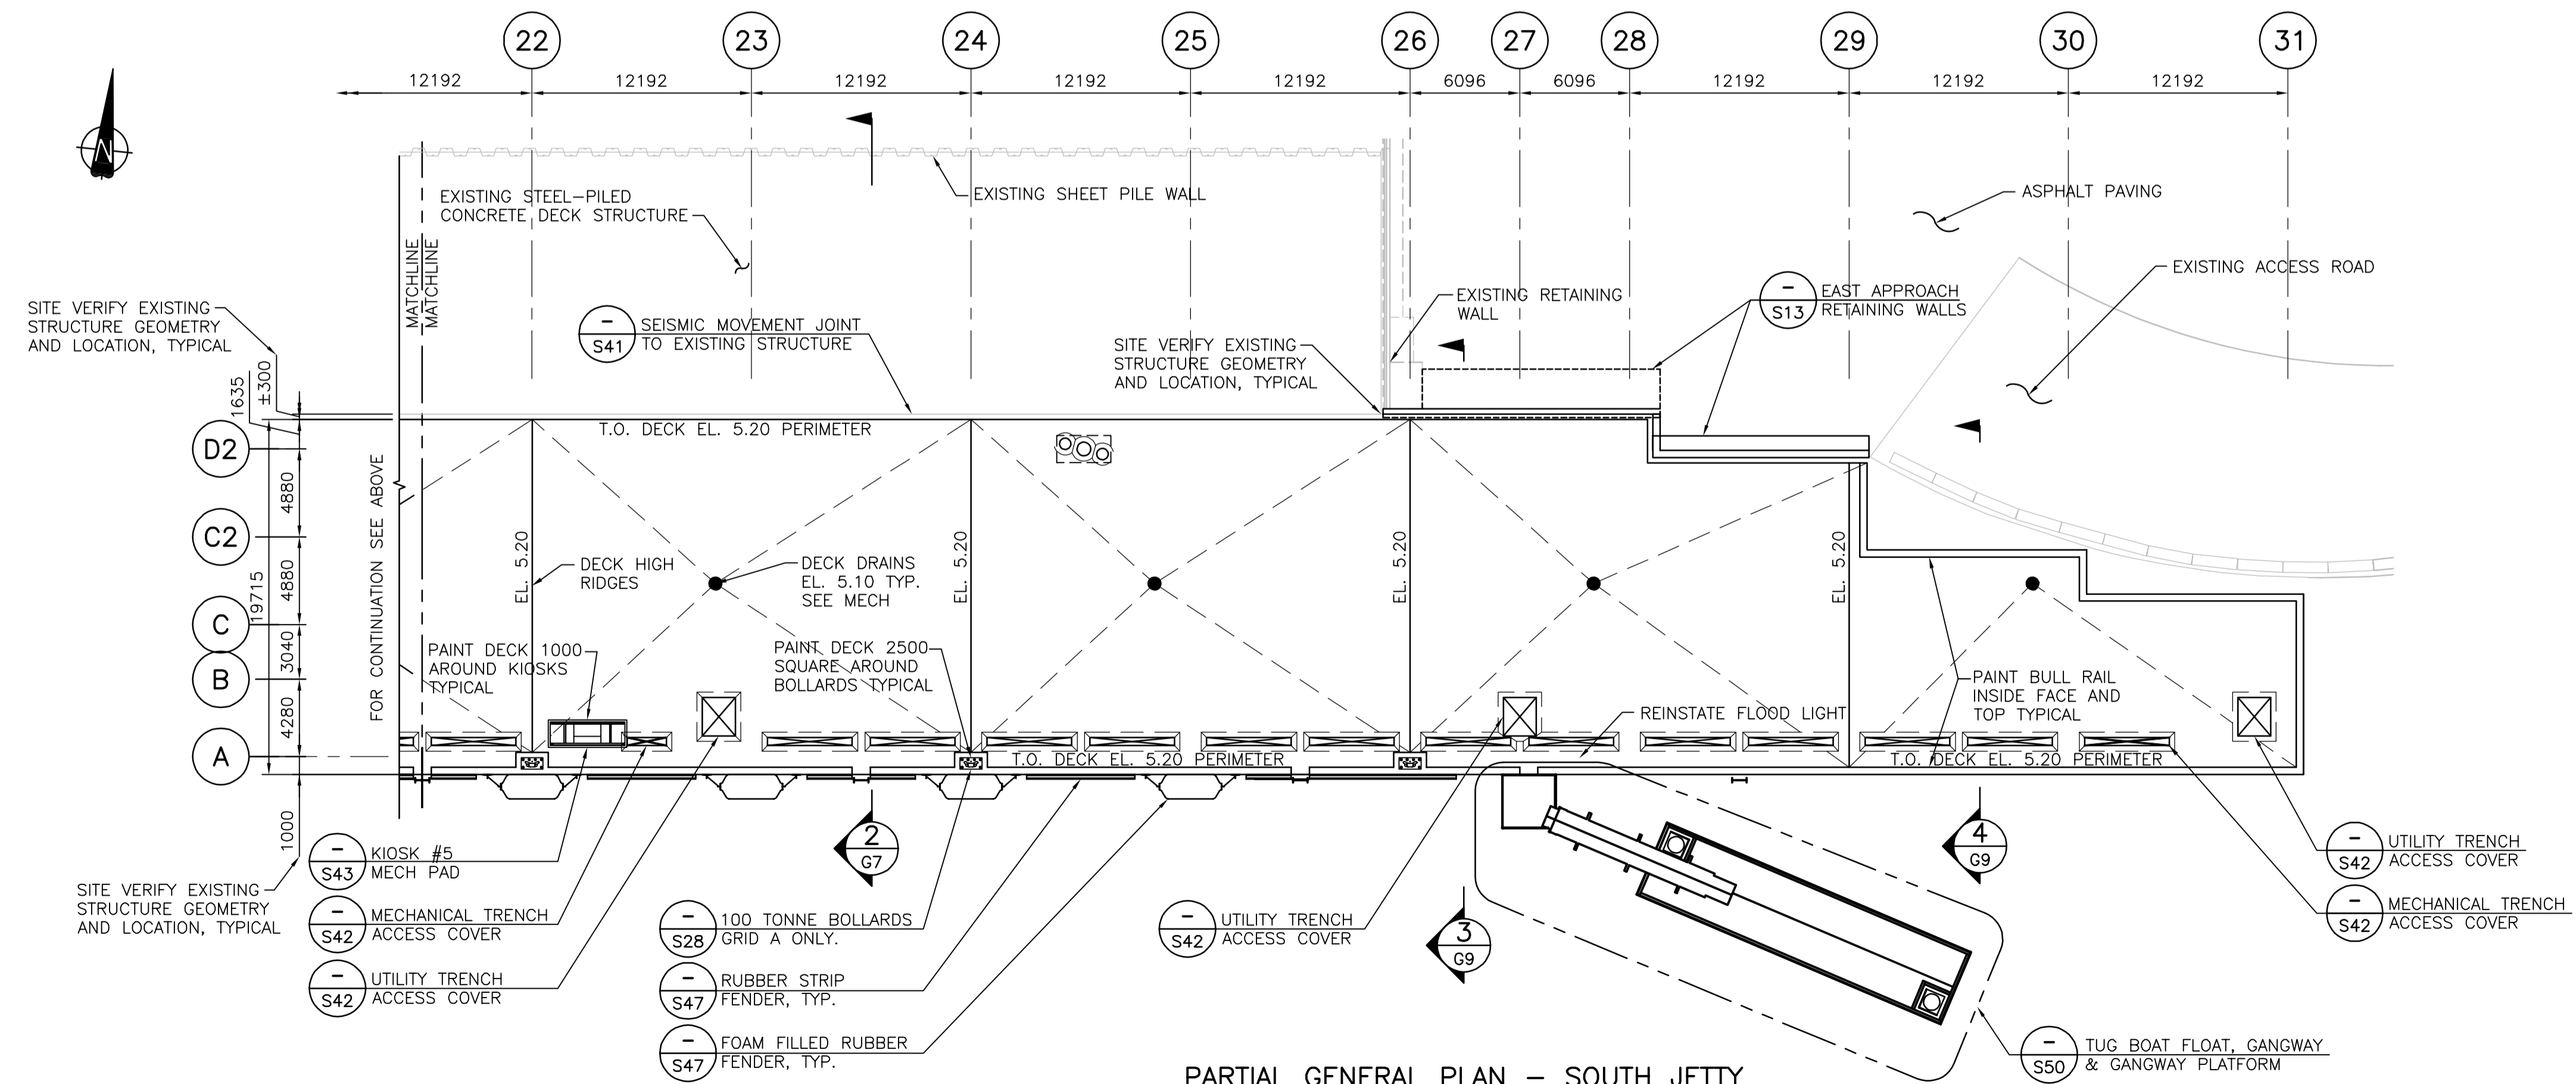 22
23
24
25
26
27
28
29
30
31
12192
12192
12192
12192
12192
6096
6096
12192
12192
12192
N
EXISTING STEEL-PILED
CONCRETE DECK STRUCTURE
EXISTING SHEET PILE WALL
ASPHALT PAVING
MATCHLINE
MATCHLINE
EXISTING ACCESS ROAD
SITE VERIFY EXISTING
STRUCTURE GEOMETRY
AND LOCATION, TYPICAL
-
S41
SEISMIC MOVEMENT JOINT
TO EXISTING STRUCTURE
EXISTING RETAINING
WALL
-
S13
EAST APPROACH
RETAINING WALLS
SITE VERIFY EXISTING
STRUCTURE GEOMETRY
AND LOCATION, TYPICAL
1635
±300
T.O. DECK EL. 5.20 PERIMETER
D2
C2
C
B
A
4880
4880
3040
4280
19715
1000
FOR CONTINUATION SEE ABOVE
EL. 5.20
EL. 5.20
EL. 5.20
EL. 5.20
DECK HIGH
RIDGES
DECK DRAINS
EL. 5.10 TYP.
SEE MECH
PAINT DECK 1000
AROUND KIOSKS
TYPICAL
PAINT DECK 2500
SQUARE AROUND
BOLLARDS TYPICAL
REINSTATE FLOOD LIGHT
PAINT BULL RAIL
INSIDE FACE AND
TOP TYPICAL
T.O. DECK EL. 5.20 PERIMETER
T.O. DECK EL. 5.20 PERIMETER
SITE VERIFY EXISTING
STRUCTURE GEOMETRY
AND LOCATION, TYPICAL
-
S43
KIOSK #5
MECH PAD
-
S42
MECHANICAL TRENCH
ACCESS COVER
-
S42
UTILITY TRENCH
ACCESS COVER
2
G7
-
S28
100 TONNE BOLLARDS
GRID A ONLY.
-
S47
RUBBER STRIP
FENDER, TYP.
-
S47
FOAM FILLED RUBBER
FENDER, TYP.
-
S42
UTILITY TRENCH
ACCESS COVER
3
G9
4
G9
-
S42
UTILITY TRENCH
ACCESS COVER
-
S42
MECHANICAL TRENCH
ACCESS COVER
-
S50
TUG BOAT FLOAT, GANGWAY
& GANGWAY PLATFORM
PARTIAL GENERAL PLAN - SOUTH JETTY